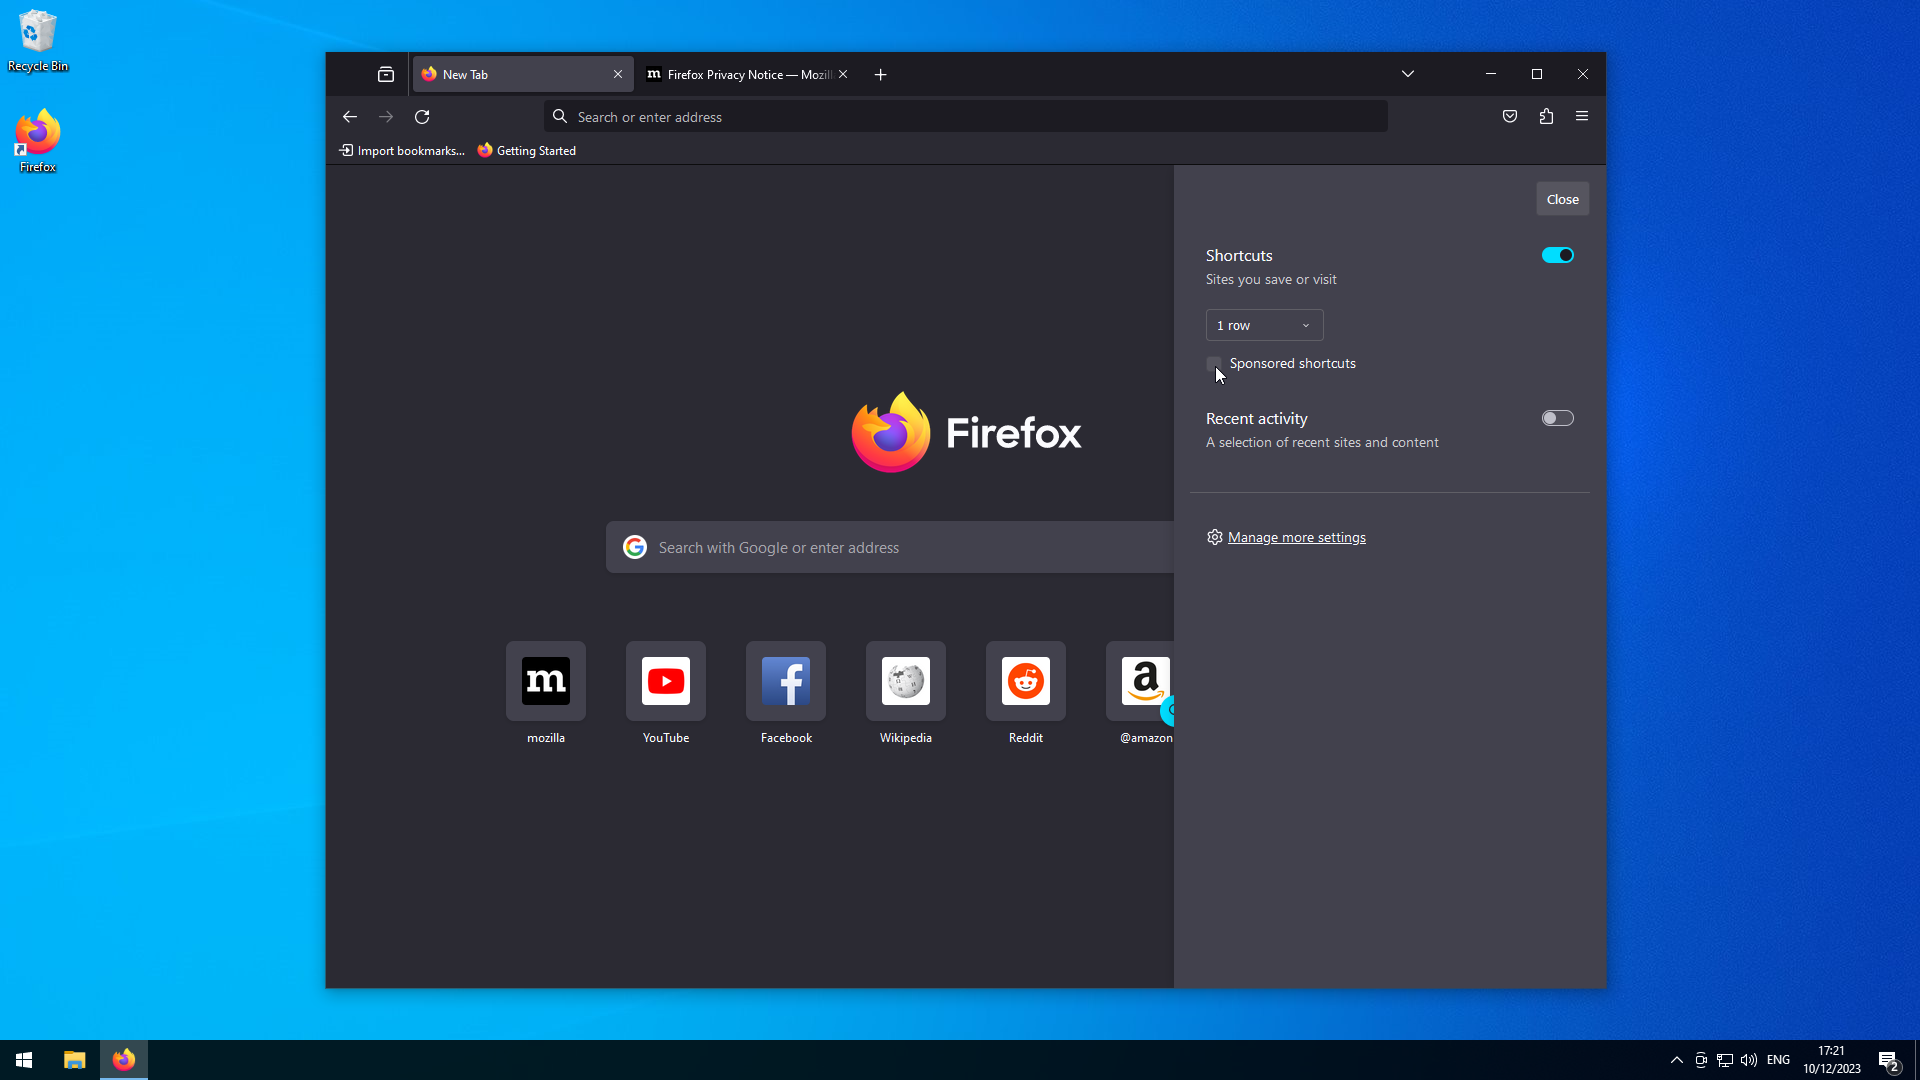 Recycle Bin
Firefox
New Tab
Firefox Privacy Notice — Mozil
Search or enter address
Import bookmarks...
Getting Started
Close
Shortcuts
Sites you save or visit
1 row
Sponsored shortcuts
Recent activity
A selection of recent sites and content
Manage more settings
Firefox
Search with Google or enter address
mozilla
YouTube
Facebook
Wikipedia
Reddit
@amazon
ENG
17:21
10/12/2023
2